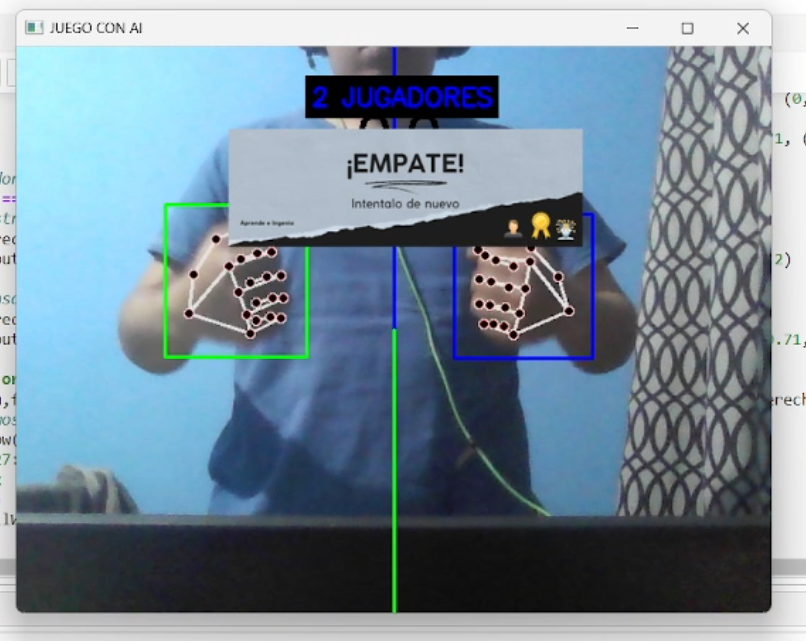 JUEGO CON AI
2 JUGADORES
¡EMPATE!
Intentalo de nuevo
Aprende e Ingenia